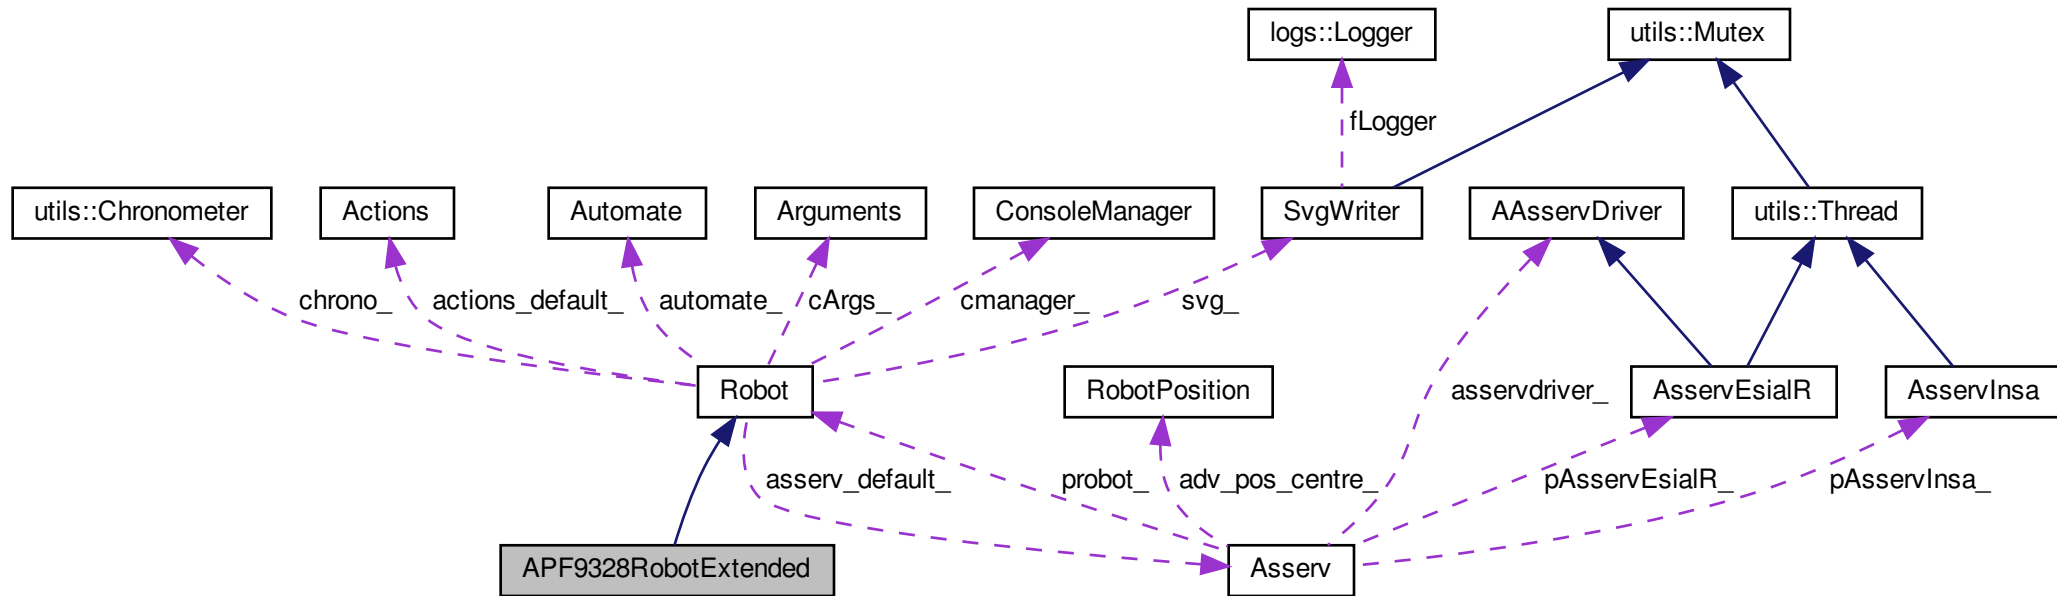 logs::Logger
utils::Mutex
fLogger
utils::Chronometer
Actions
Automate
Arguments
ConsoleManager
SvgWriter
AAsservDriver
utils::Thread
chrono_
actions_default_
automate_
cArgs_
cmanager_
svg_
Robot
RobotPosition
asservdriver_
AsservEsialR
AsservInsa
asserv_default_
probot_
adv_pos_centre_
pAsservEsialR_
pAsservInsa_
APF9328RobotExtended
Asserv